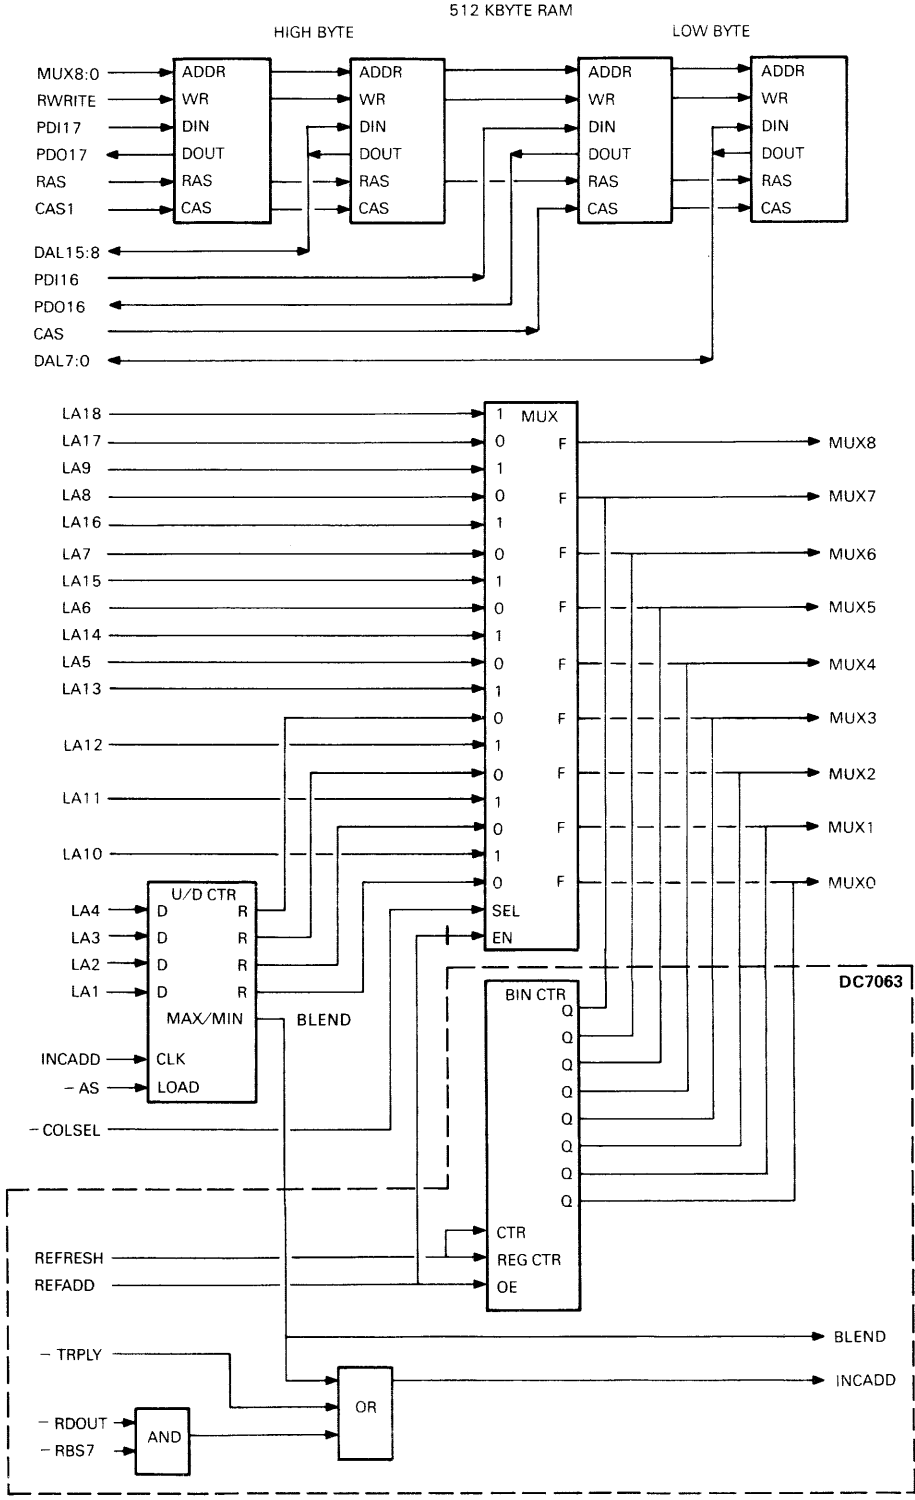 512 KBYTE RAM
HIGH BYTE LOW BYTE
MUX8:0 ADDR ADDR ADDR ADDR
RWRITE WR WR WR WR
PDI17 DIN DIN DIN DIN
PDO17 DOUT DOUT DOUT DOUT
RAS RAS RAS RAS RAS
CAS1 CAS CAS CAS CAS
DAL15:8
PDI16
PDO16
CAS
DAL7:0
LA18 1 MUX
LA17 0 F MUX8
LA9 1
LA8 0 F MUX7
LA16 1
LA7 0 F MUX6
LA15 1
LA6 0 F MUX5
LA14 1
LA5 0 F MUX4
LA13 1
0 F MUX3
LA12 1
0 F MUX2
LA11 1
0 F MUX1
LA10 1
U/D CTR 0 F MUX0
LA4 D R SEL
LA3 D R EN
LA2 D R
LA1 D R BIN CTR DC7063
MAX/MIN BLEND Q
INCADD CLK Q
– AS LOAD Q
– COLSEL Q
Q
Q
Q
Q
CTR
REFRESH REG CTR
REFADD OE
BLEND
– TRPLY
INCADD
OR
– RDOUT AND
– RBS7